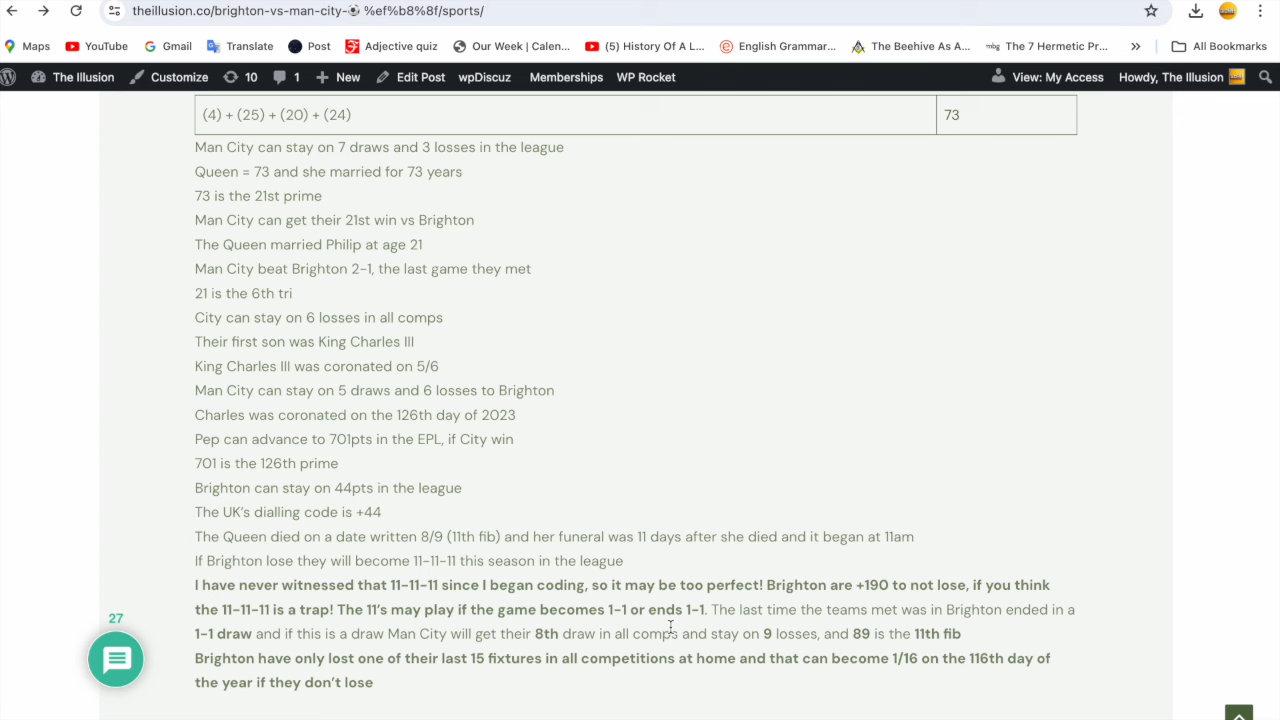 theillusion.co/brighton-vs-man-city-⚽ %ef%b8%8f/sports/
Maps YouTube Gmail Translate Post Adjective quiz Our Week | Calen... (5) History Of A L... English Grammar... The Beehive As A... mbg The 7 Hermetic Pr... » All Bookmarks
The Illusion Customize 10 1 New Edit Post wpDiscuz Memberships WP Rocket View: My Access Howdy, The Illusion
(4) + (25) + (20) + (24) 73
Man City can stay on 7 draws and 3 losses in the league
Queen = 73 and she married for 73 years
73 is the 21st prime
Man City can get their 21st win vs Brighton
The Queen married Philip at age 21
Man City beat Brighton 2-1, the last game they met
21 is the 6th tri
City can stay on 6 losses in all comps
Their first son was King Charles III
King Charles III was coronated on 5/6
Man City can stay on 5 draws and 6 losses to Brighton
Charles was coronated on the 126th day of 2023
Pep can advance to 701pts in the EPL, if City win
701 is the 126th prime
Brighton can stay on 44pts in the league
The UK's dialling code is +44
The Queen died on a date written 8/9 (11th fib) and her funeral was 11 days after she died and it began at 11am
If Brighton lose they will become 11-11-11 this season in the league
I have never witnessed that 11-11-11 since I began coding, so it may be too perfect! Brighton are +190 to not lose, if you think
the 11-11-11 is a trap! The 11's may play if the game becomes 1-1 or ends 1-1. The last time the teams met was in Brighton ended in a
1-1 draw and if this is a draw Man City will get their 8th draw in all comps and stay on 9 losses, and 89 is the 11th fib
Brighton have only lost one of their last 15 fixtures in all competitions at home and that can become 1/16 on the 116th day of
the year if they don't lose
27